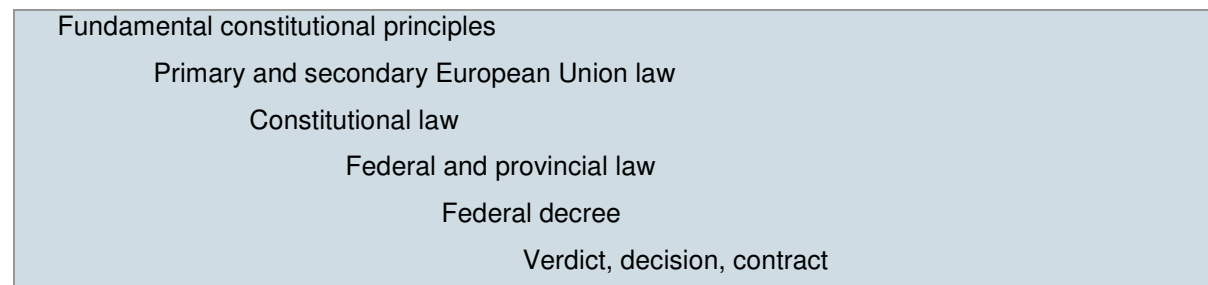 Fundamental constitutional principles
Primary and secondary European Union law
Constitutional law
Federal and provincial law
Federal decree
Verdict, decision, contract